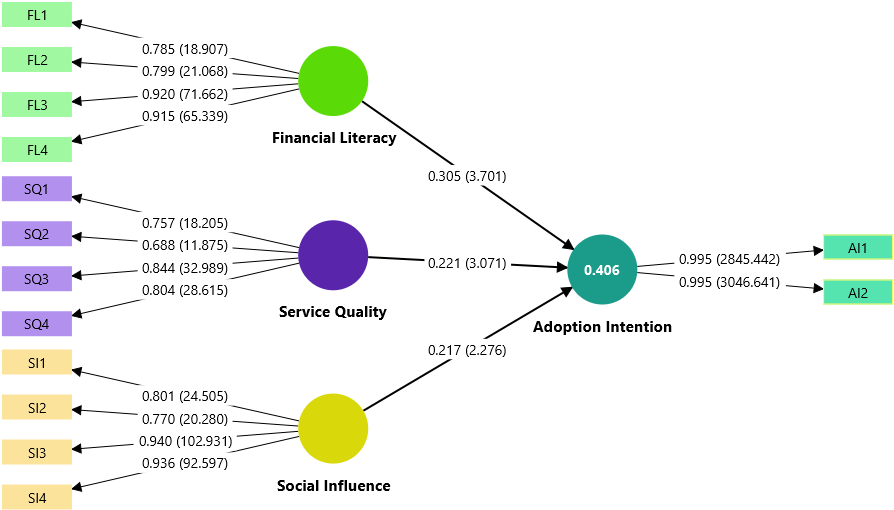 FL1
FL2
FL3
FL4
0.785 (18.907)
0.799 (21.068)
0.920 (71.662)
0.915 (65.339)
Financial Literacy
0.305 (3.701)
SQ1
SQ2
SQ3
SQ4
0.757 (18.205)
0.688 (11.875)
0.844 (32.989)
0.804 (28.615)
Service Quality
0.221 (3.071)
0.406
Adoption Intention
0.995 (2845.442)
0.995 (3046.641)
AI1
AI2
SI1
SI2
SI3
SI4
0.801 (24.505)
0.770 (20.280)
0.940 (102.931)
0.936 (92.597)
Social Influence
0.217 (2.276)